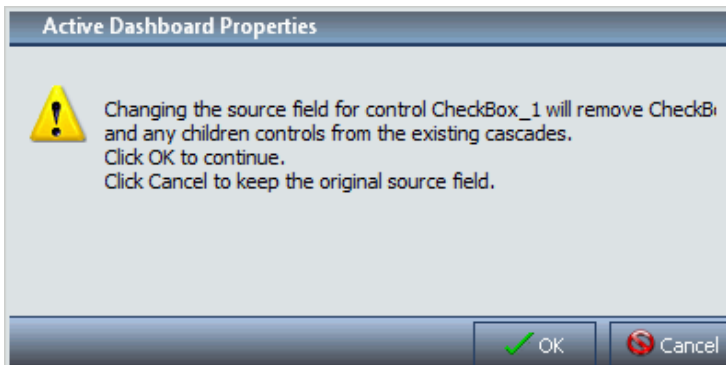 Active Dashboard Properties
Changing the source field for control CheckBox_1 will remove
and any children controls from the existing cascades.
Click OK to continue.
Click Cancel to keep the original source field.
OK
Cancel